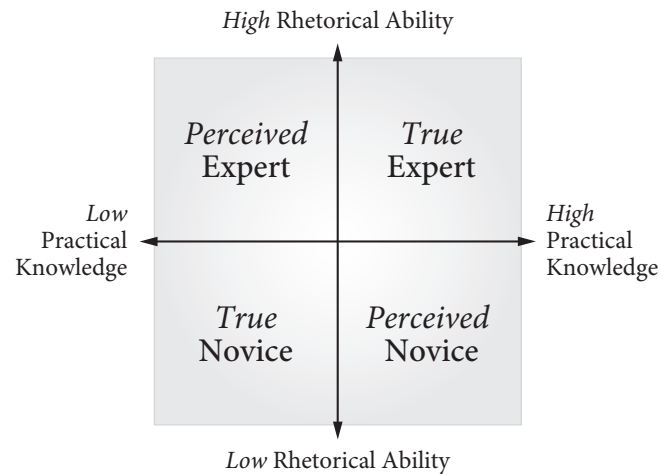 High Rhetorical Ability
Perceived
Expert
True
Expert
Low
Practical
Knowledge
High
Practical
Knowledge
True
Novice
Perceived
Novice
Low Rhetorical Ability